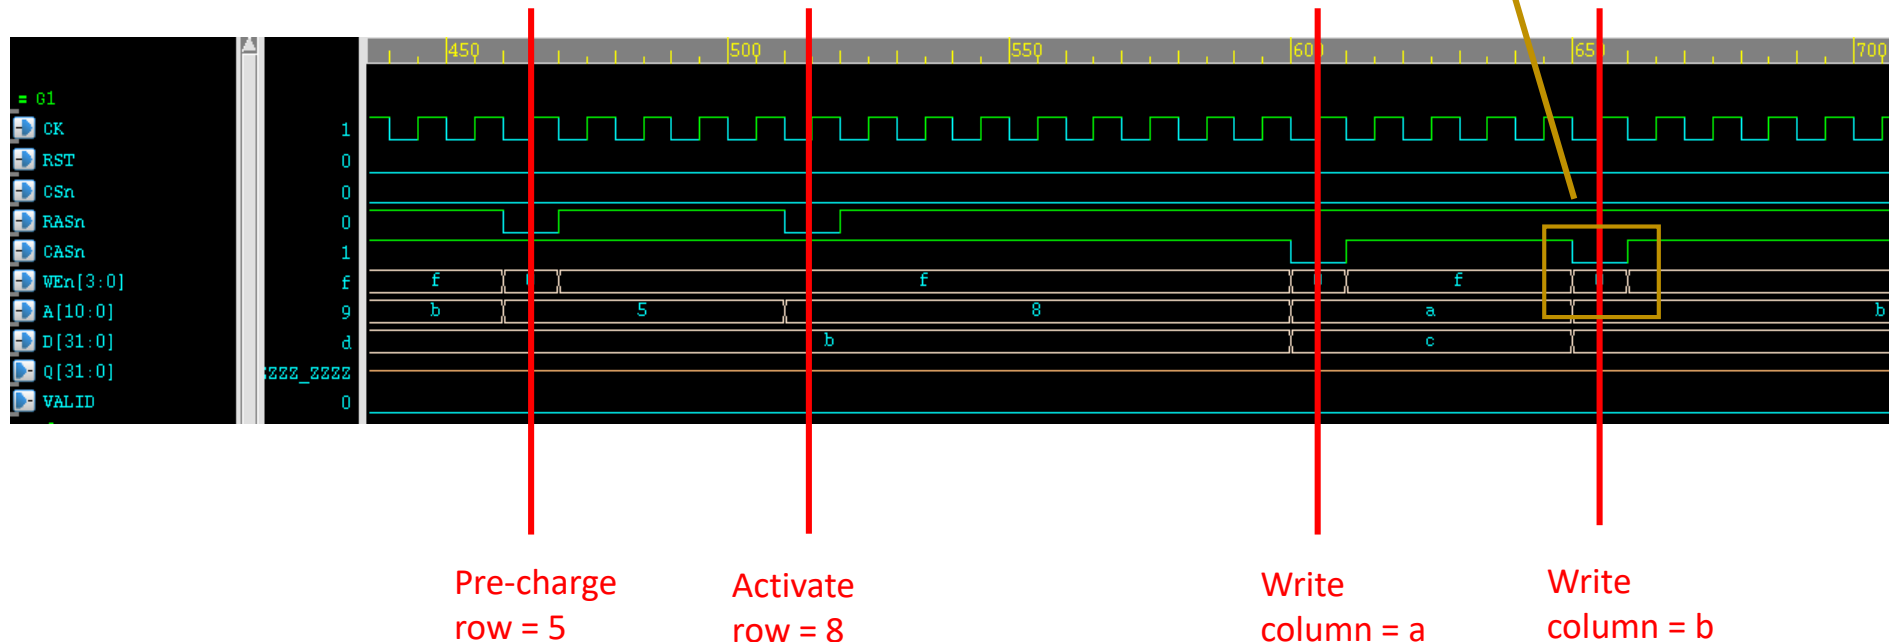 450 500 550 60 65 700
= G1
CK 1
RST 0
CSn 0
RASn 0
CASn 1
WEn[3:0] f f f f
A[10:0] 9 b 5 8 a b
D[31:0] d b c
Q[31:0] ZZZ_ZZZZ
VALID 0
Pre-charge
row = 5
Activate
row = 8
Write
column = a
Write
column = b